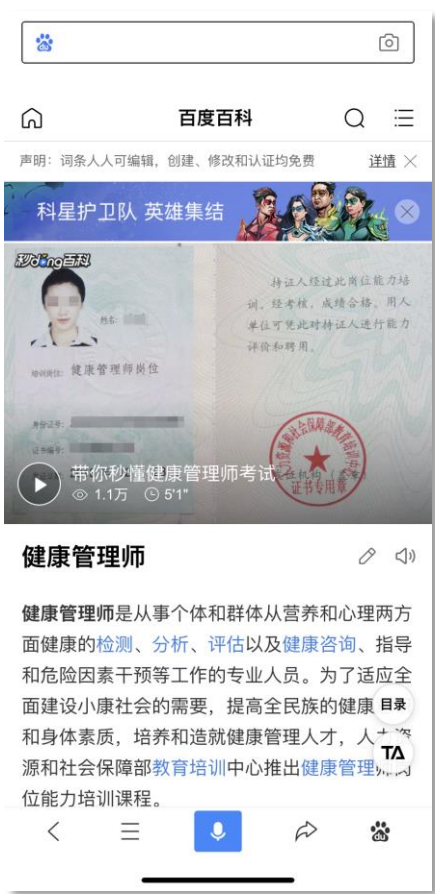 百度百科
声明：词条人人可编辑，创建、修改和认证均免费 详情
科星护卫队 英雄集结
秒dong百科
持证人经过此岗位能力培
训，经考核，成绩合格。用人
单位可凭此对持证人进行能力
评价和聘用。
姓名：
培训岗位：健康管理师岗位
身份证号：
证书编号：
带你秒懂健康管理师考试
1.1万 5'1"
证书专用章
健康管理师
健康管理师是从事个体和群体从营养和心理两方
面健康的检测、分析、评估以及健康咨询、指导
和危险因素干预等工作的专业人员。为了适应全
面建设小康社会的需要，提高全民族的健康
和身体素质，培养和造就健康管理人才，人力资
源和社会保障部教育培训中心推出健康管理师岗
位能力培训课程。
目录
TA